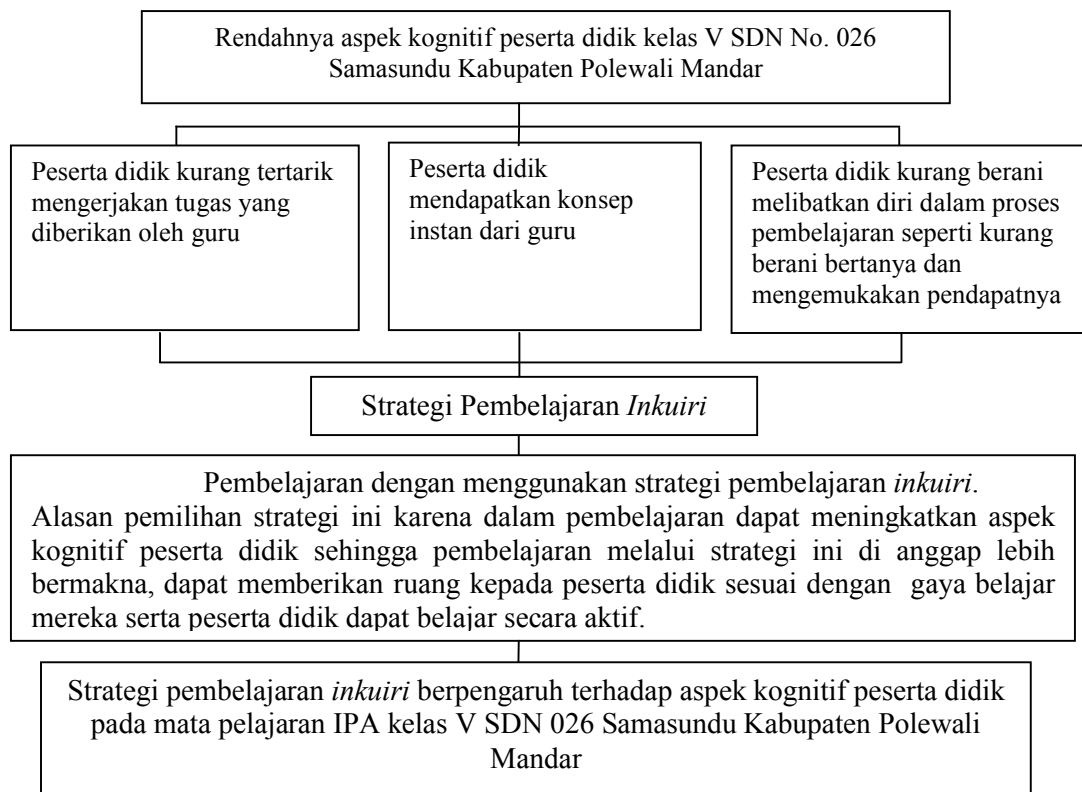 Rendahnya aspek kognitif peserta didik kelas V SDN No. 026
Samasundu Kabupaten Polewali Mandar
Peserta didik kurang tertarik
mengerjakan tugas yang
diberikan oleh guru
Peserta didik
mendapatkan konsep
instan dari guru
Peserta didik kurang berani
melibatkan diri dalam proses
pembelajaran seperti kurang
berani bertanya dan
mengemukakan pendapatnya
Strategi Pembelajaran Inkuiri
Pembelajaran dengan menggunakan strategi pembelajaran inkuiri.
Alasan pemilihan strategi ini karena dalam pembelajaran dapat meningkatkan aspek
kognitif peserta didik sehingga pembelajaran melalui strategi ini di anggap lebih
bermakna, dapat memberikan ruang kepada peserta didik sesuai dengan gaya belajar
mereka serta peserta didik dapat belajar secara aktif.
Strategi pembelajaran inkuiri berpengaruh terhadap aspek kognitif peserta didik
pada mata pelajaran IPA kelas V SDN 026 Samasundu Kabupaten Polewali
Mandar